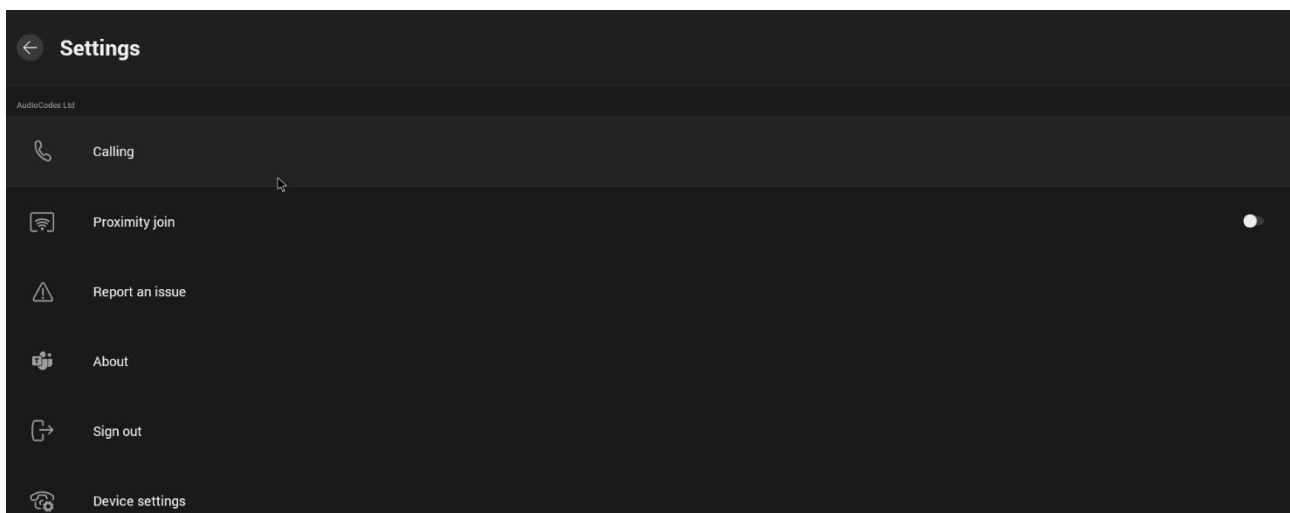 Settings
AudioCodes Ltd
Calling
Proximity join
Report an issue
About
Sign out
Device settings